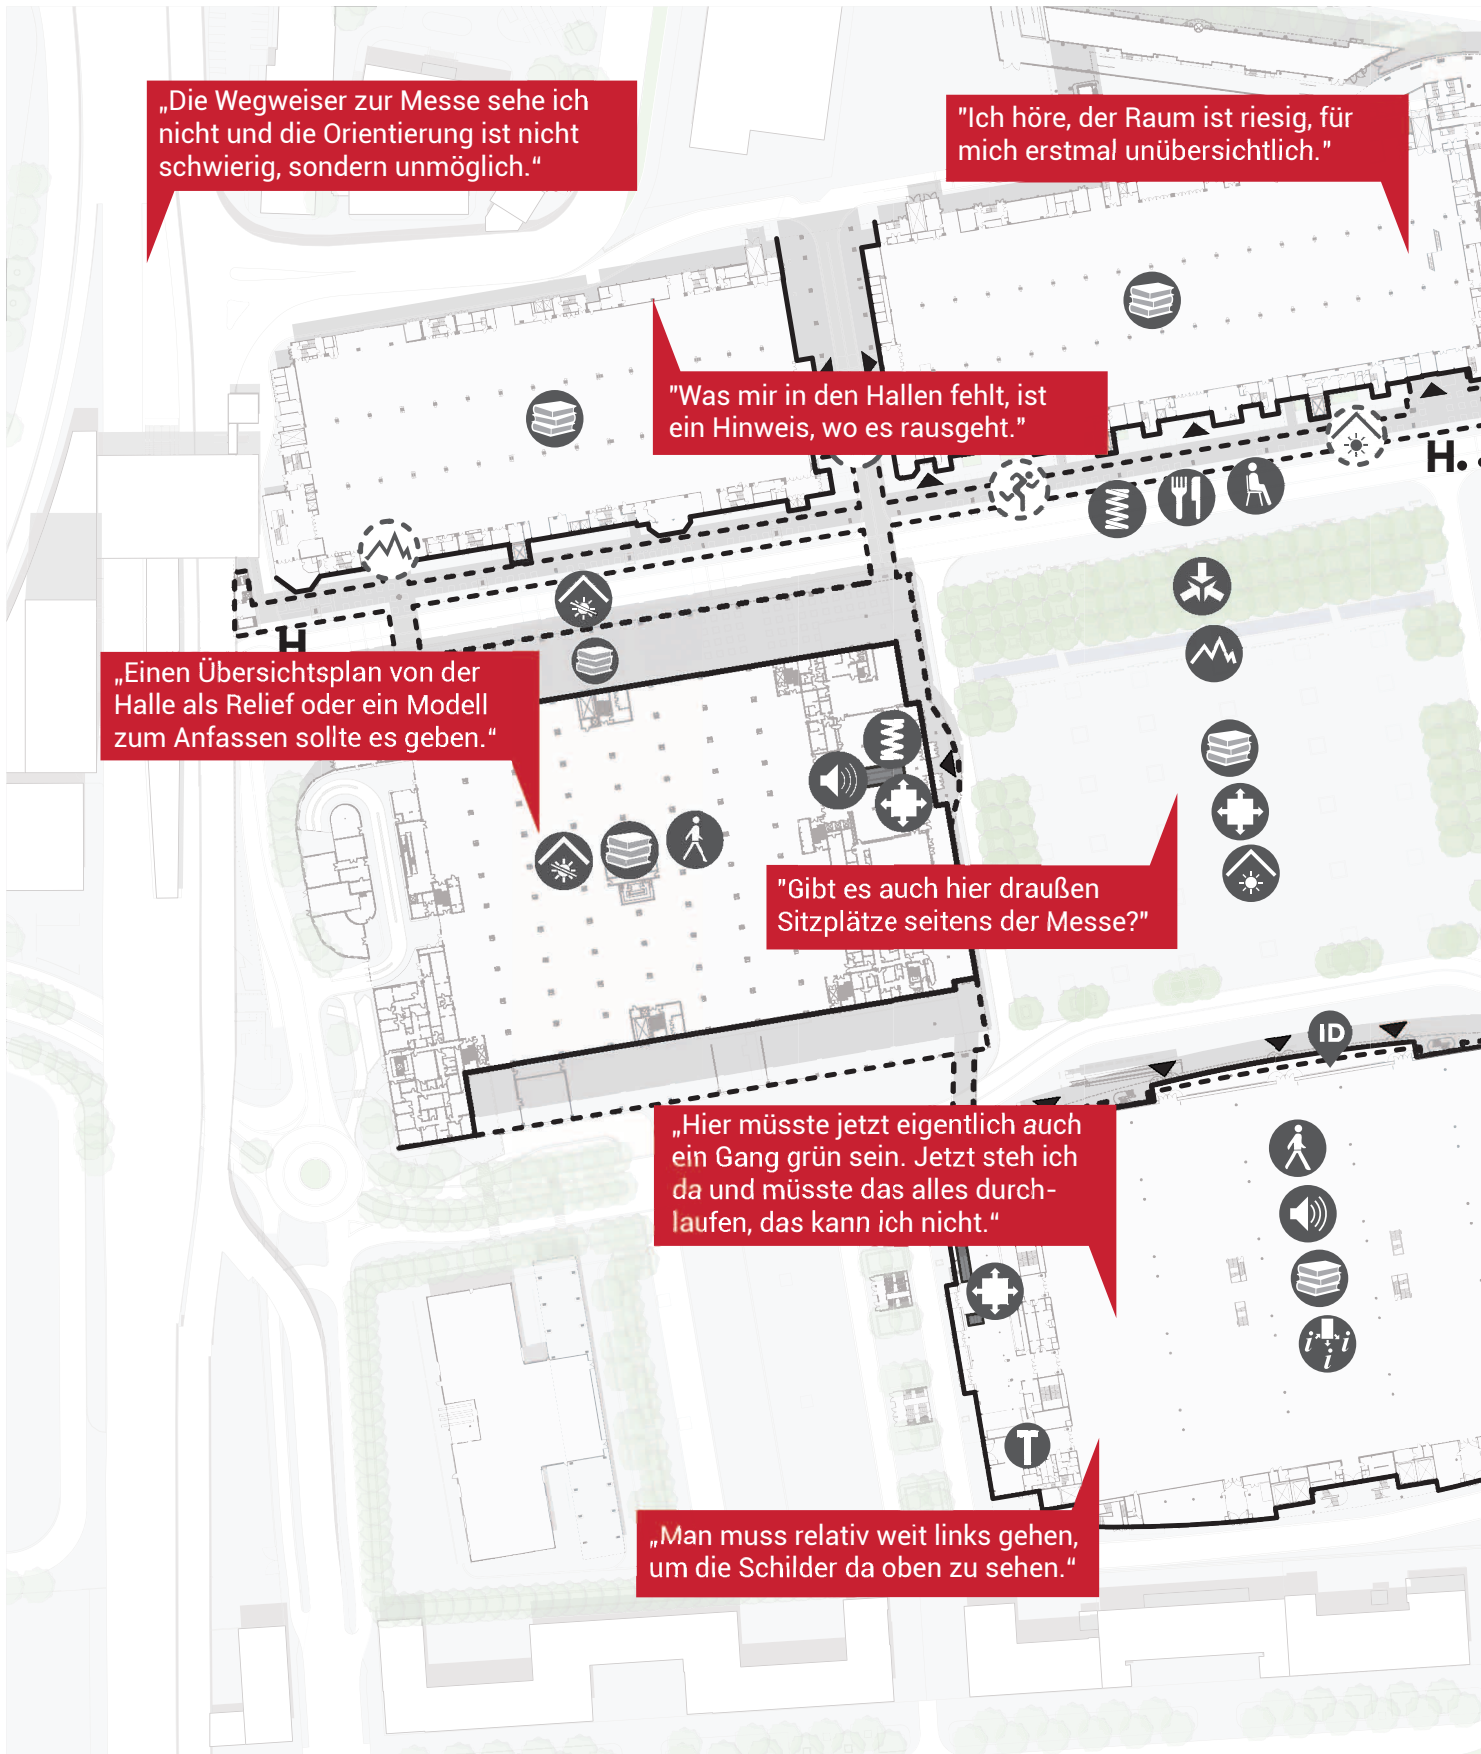 „Die Wegweiser zur Messe sehe ich
nicht und die Orientierung ist nicht
schwierig, sondern unmöglich.“
"Ich höre, der Raum ist riesig, für
mich erstmal unübersichtlich."
"Was mir in den Hallen fehlt, ist
ein Hinweis, wo es rausgeht."
H.
H
„Einen Übersichtsplan von der
Halle als Relief oder ein Modell
zum Anfassen sollte es geben.“
"Gibt es auch hier draußen
Sitzplätze seitens der Messe?"
ID
„Hier müsste jetzt eigentlich auch
ein Gang grün sein. Jetzt steh ich
da und müsste das alles durch-
laufen, das kann ich nicht.“
i i
i
T
„Man muss relativ weit links gehen,
um die Schilder da oben zu sehen.“